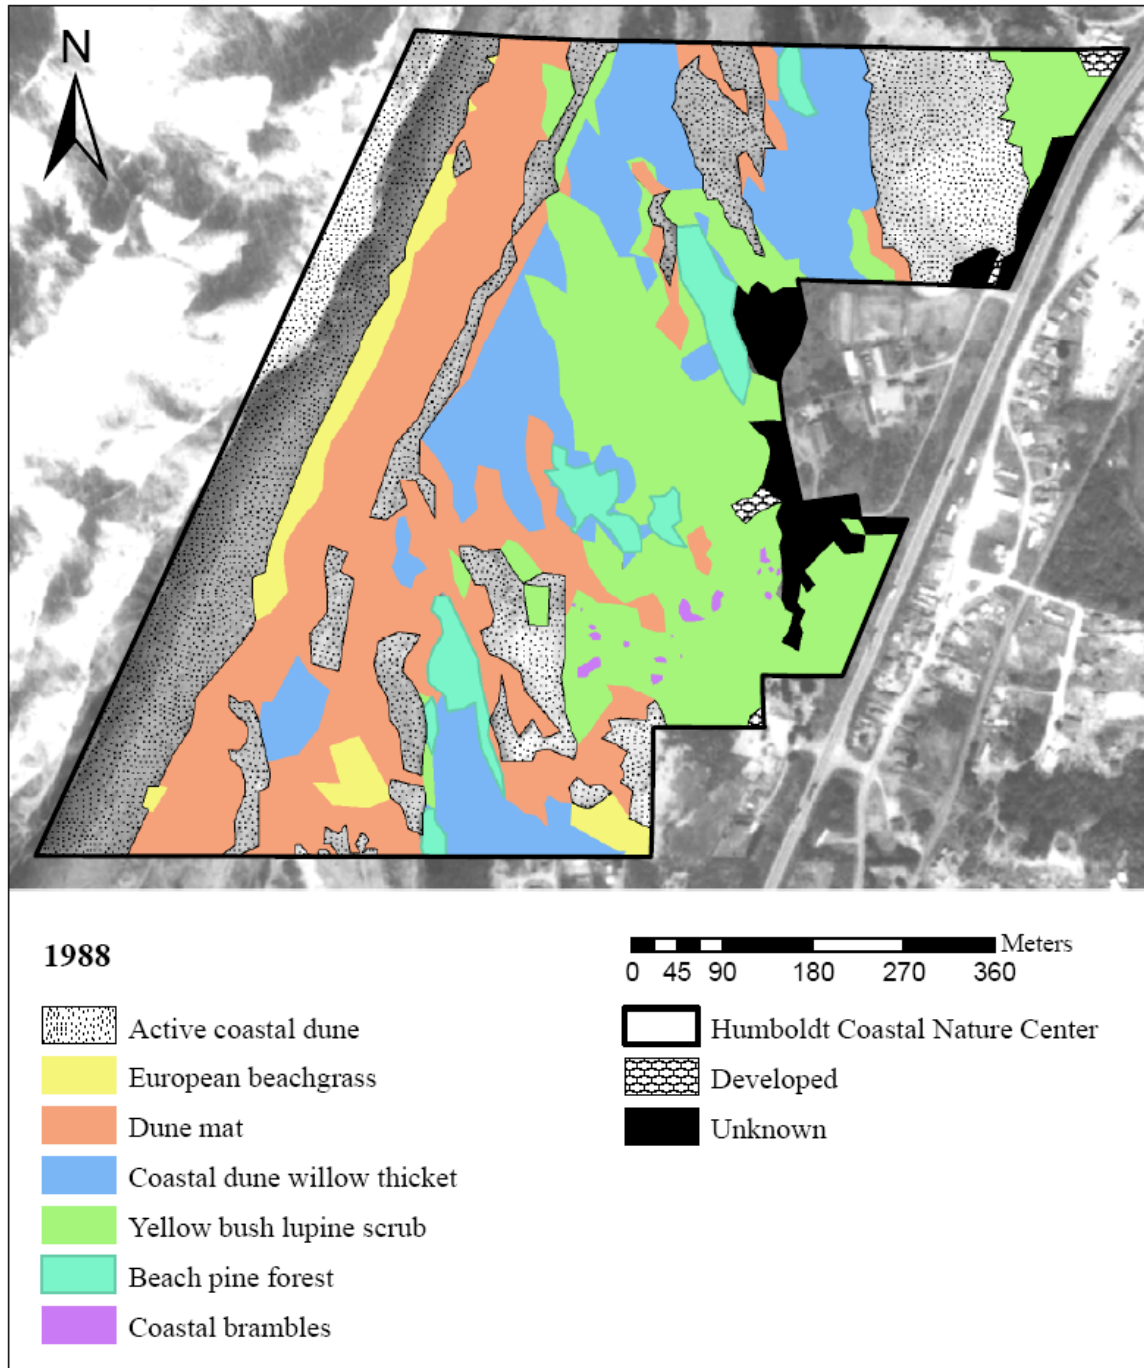 N
1988
Active coastal dune
European beachgrass
Dune mat
Coastal dune willow thicket
Yellow bush lupine scrub
Beach pine forest
Coastal brambles
Meters
0 45 90 180 270 360
Humboldt Coastal Nature Center
Developed
Unknown